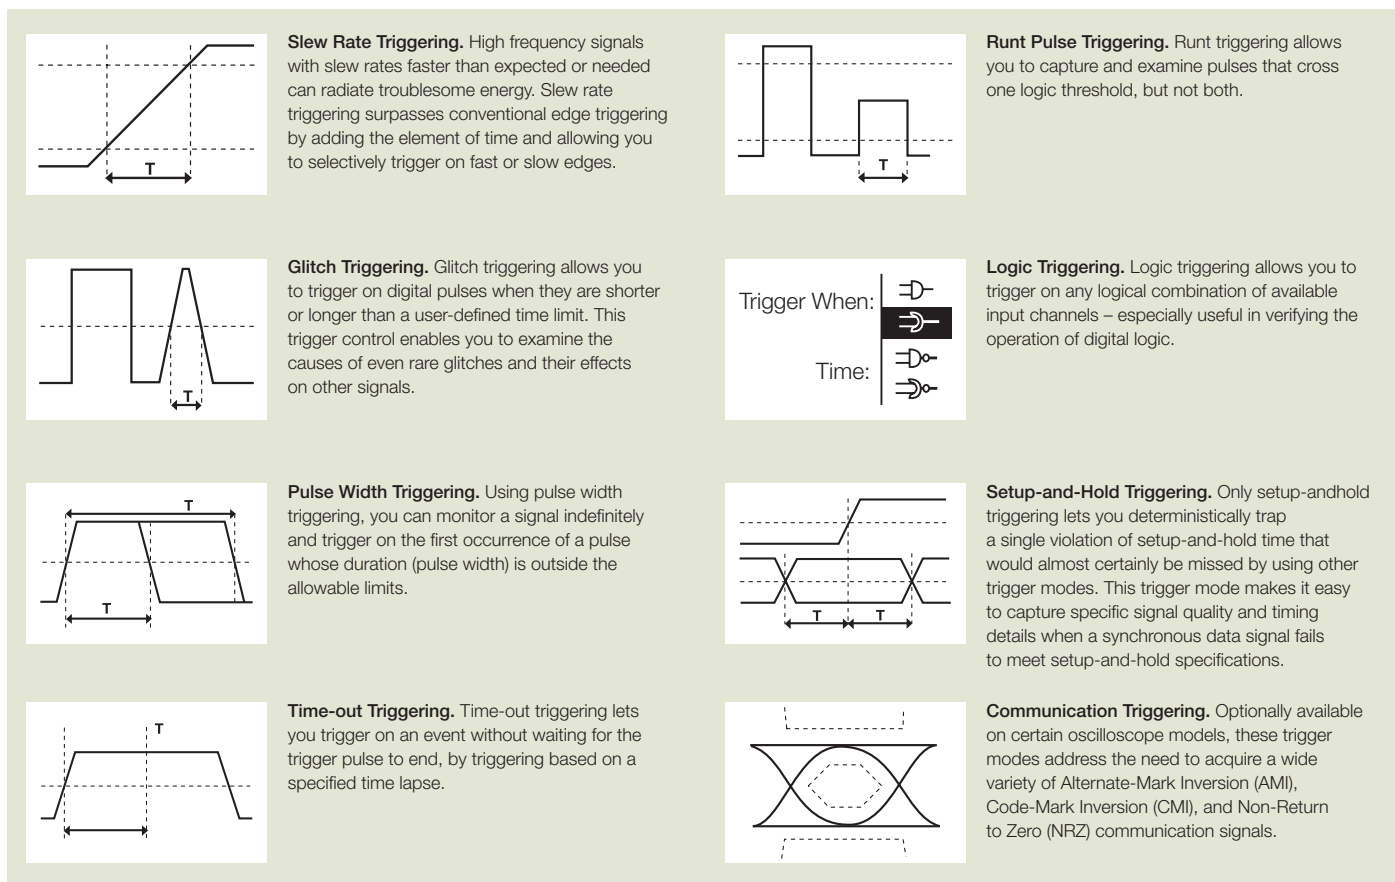 T
Slew Rate Triggering. High frequency signals
with slew rates faster than expected or needed
can radiate troublesome energy. Slew rate
triggering surpasses conventional edge triggering
by adding the element of time and allowing you
to selectively trigger on fast or slow edges.
T
Runt Pulse Triggering. Runt triggering allows
you to capture and examine pulses that cross
one logic threshold, but not both.
T
Glitch Triggering. Glitch triggering allows you
to trigger on digital pulses when they are shorter
or longer than a user-defined time limit. This
trigger control enables you to examine the
causes of even rare glitches and their effects
on other signals.
Trigger When:
Time:
Logic Triggering. Logic triggering allows you to
trigger on any logical combination of available
input channels – especially useful in verifying the
operation of digital logic.
T
T
Pulse Width Triggering. Using pulse width
triggering, you can monitor a signal indefinitely
and trigger on the first occurrence of a pulse
whose duration (pulse width) is outside the
allowable limits.
T T
Setup-and-Hold Triggering. Only setup-andhold
triggering lets you deterministically trap
a single violation of setup-and-hold time that
would almost certainly be missed by using other
trigger modes. This trigger mode makes it easy
to capture specific signal quality and timing
details when a synchronous data signal fails
to meet setup-and-hold specifications.
T
Time-out Triggering. Time-out triggering lets
you trigger on an event without waiting for the
trigger pulse to end, by triggering based on a
specified time lapse.
Communication Triggering. Optionally available
on certain oscilloscope models, these trigger
modes address the need to acquire a wide
variety of Alternate-Mark Inversion (AMI),
Code-Mark Inversion (CMI), and Non-Return
to Zero (NRZ) communication signals.